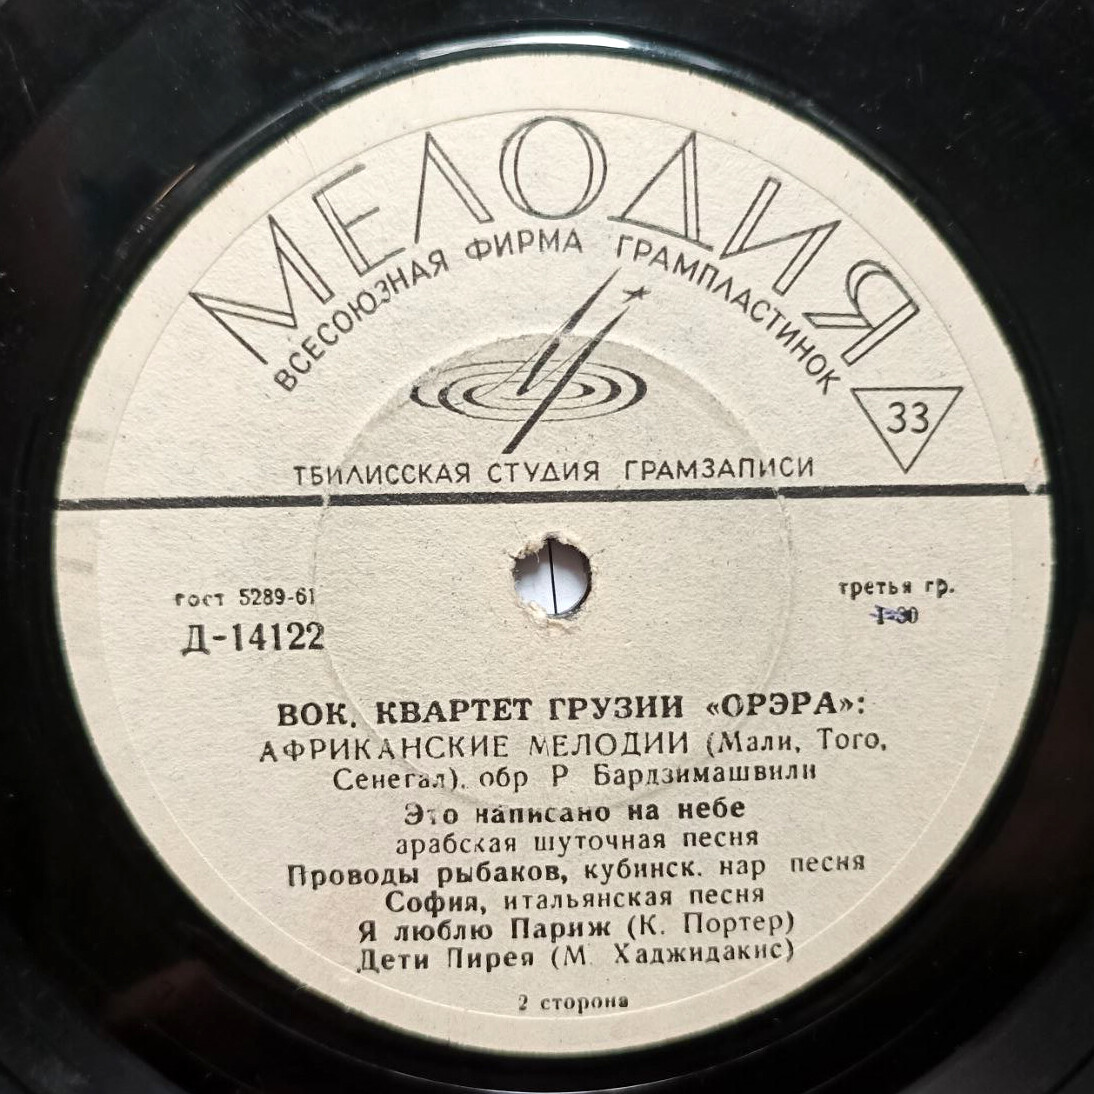 МЕЛОДИЯ
ВСЕСОЮЗНАЯ ФИРМА ГРАМПЛАСТИНОК
33
ТБИЛИССКАЯ СТУДИЯ ГРАМЗАПИСИ
гост 5289-61
третья гр.
Д-14122
ВОК. КВАРТЕТ ГРУЗИИ «ОРЭРА»:
АФРИКАНСКИЕ МЕЛОДИИ (Мали, Того,
Сенегал), обр Р Бардзимашвили
Это написано на небе
арабская шуточная песня
Проводы рыбаков, кубинск. нар песня
София, итальянская песня
Я люблю Париж (К. Портер)
Дети Пирея (М. Хаджидакис)
2 сторона